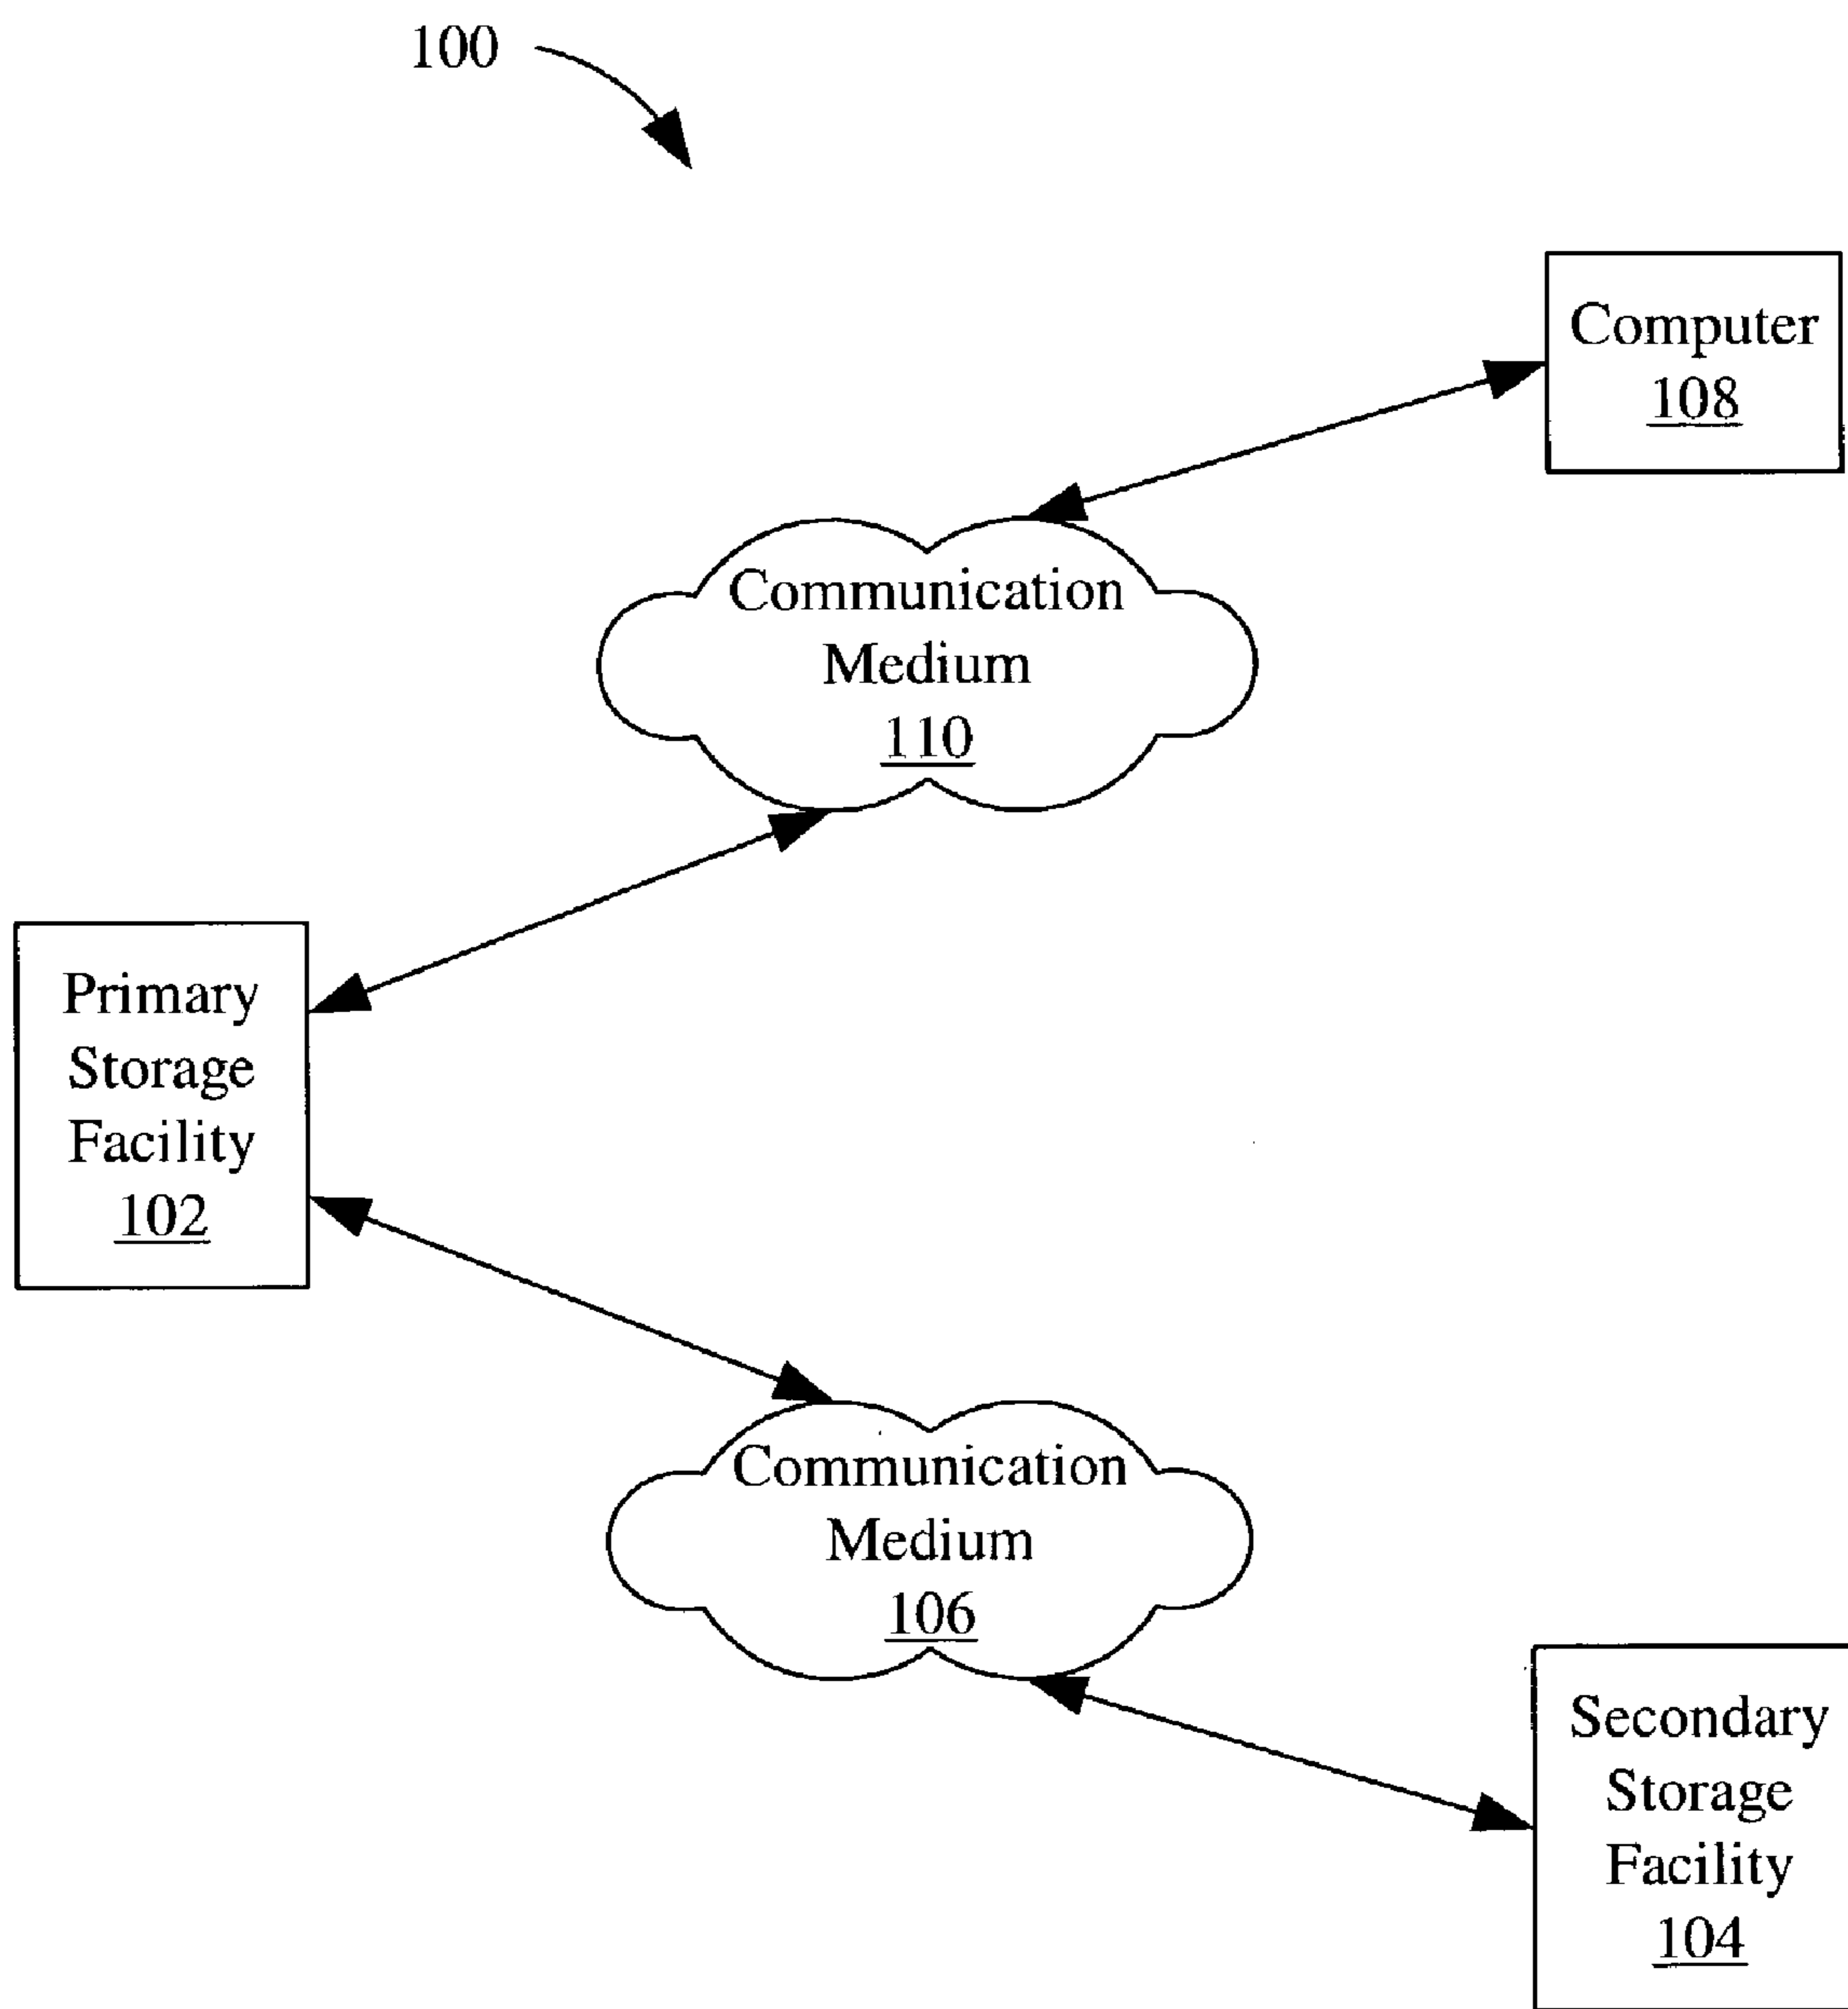 100
Computer
108
Communication
Medium
110
Primary
Storage
Facility
102
Communication
Medium
106
Secondary
Storage
Facility
104